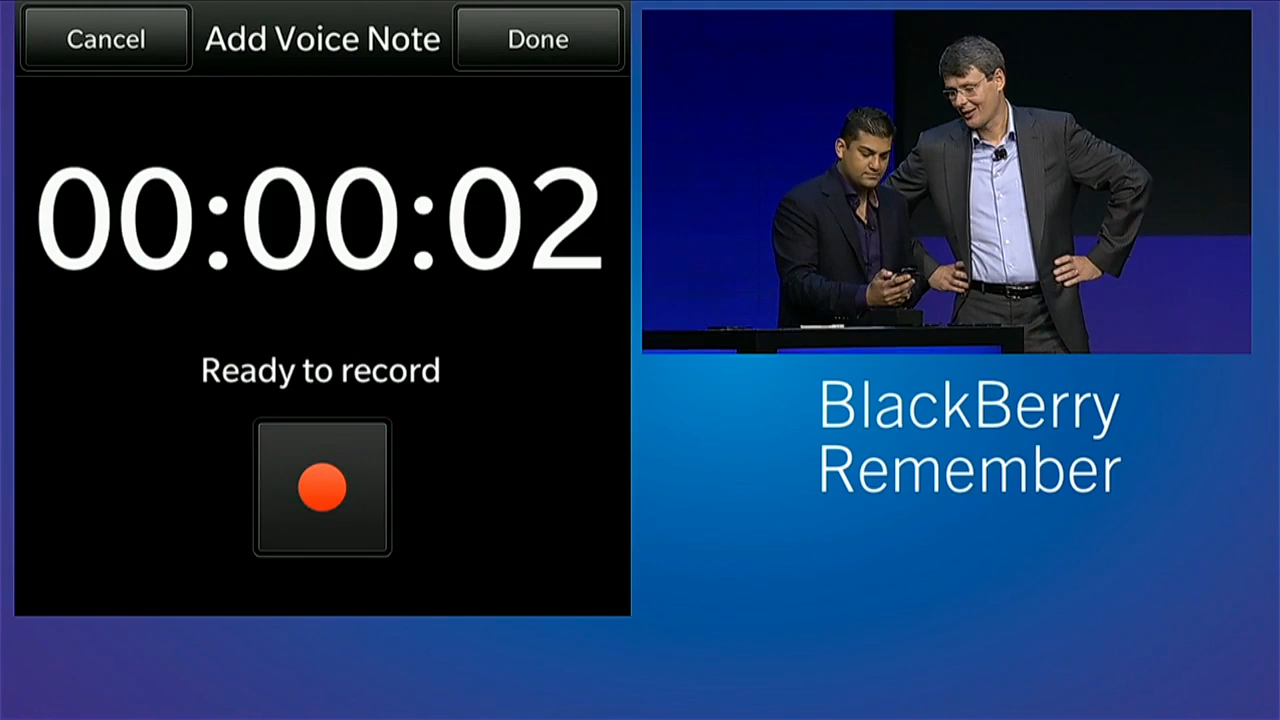 Cancel
Add Voice Note
Done
00:00:02
Ready to record
BlackBerry
Remember